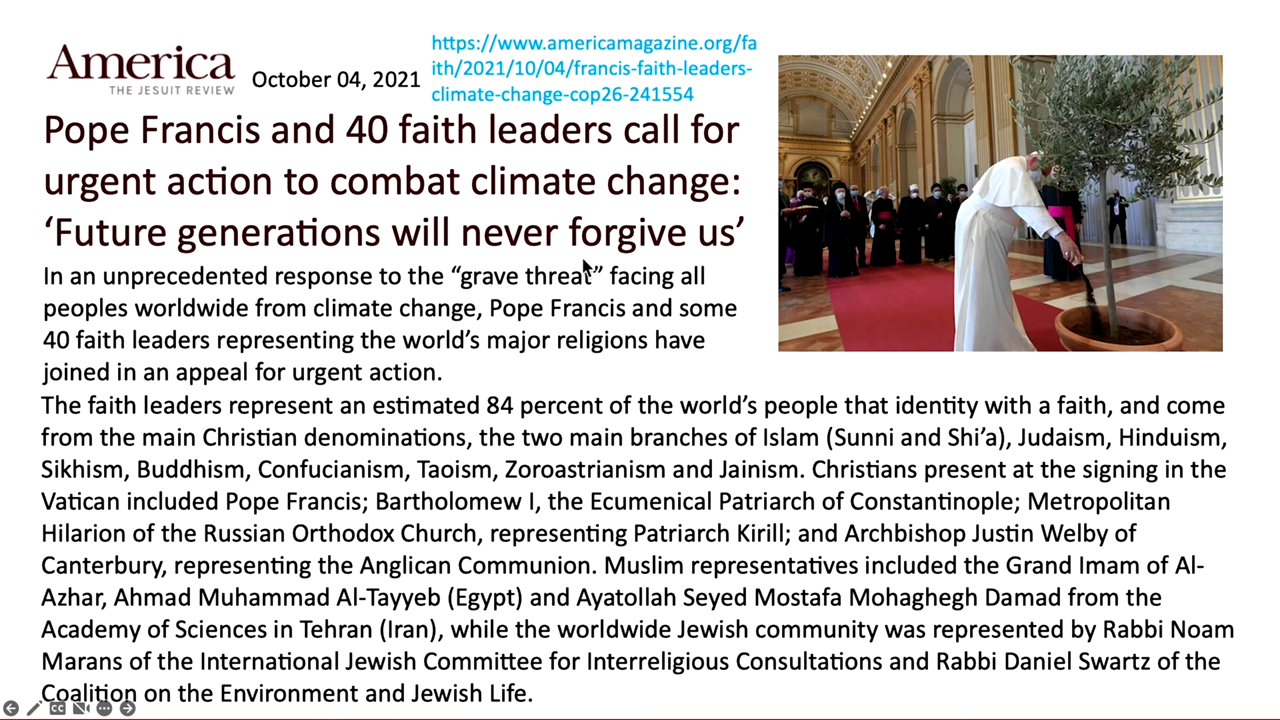 America
THE JESUIT REVIEW
October 04, 2021
https://www.americamagazine.org/fa
ith/2021/10/04/francis-faith-leaders-
climate-change-cop26-241554
Pope Francis and 40 faith leaders call for
urgent action to combat climate change:
‘Future generations will never forgive us’
In an unprecedented response to the “grave threat” facing all
peoples worldwide from climate change, Pope Francis and some
40 faith leaders representing the world’s major religions have
joined in an appeal for urgent action.
The faith leaders represent an estimated 84 percent of the world’s people that identity with a faith, and come
from the main Christian denominations, the two main branches of Islam (Sunni and Shi’a), Judaism, Hinduism,
Sikhism, Buddhism, Confucianism, Taoism, Zoroastrianism and Jainism. Christians present at the signing in the
Vatican included Pope Francis; Bartholomew I, the Ecumenical Patriarch of Constantinople; Metropolitan
Hilarion of the Russian Orthodox Church, representing Patriarch Kirill; and Archbishop Justin Welby of
Canterbury, representing the Anglican Communion. Muslim representatives included the Grand Imam of Al-
Azhar, Ahmad Muhammad Al-Tayyeb (Egypt) and Ayatollah Seyed Mostafa Mohaghegh Damad from the
Academy of Sciences in Tehran (Iran), while the worldwide Jewish community was represented by Rabbi Noam
Marans of the International Jewish Committee for Interreligious Consultations and Rabbi Daniel Swartz of the
Coalition on the Environment and Jewish Life.